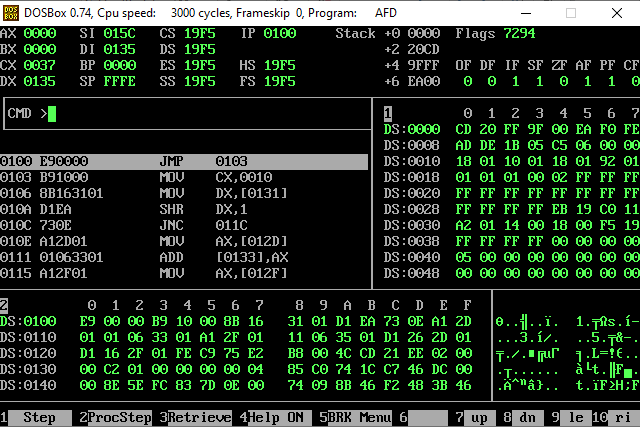 DOSBox 0.74, Cpu speed:    3000 cycles, Frameskip  0, Program:     AFD
AX 0000  SI 015C  CS 19F5  IP 0100  Stack +0 0000  Flags 7294
BX 0000  DI 0135  DS 19F5  +2 20CD
CX 0037  BP 0000  ES 19F5  HS 19F5  +4 9FFF  OF DF IF SF ZF AF PF CF
DX 0135  SP FFFE  SS 19F5  FS 19F5  +6 EA00  0 0 1 1 0 1 1 0
CMD >
1  0 1 2 3 4 5 6 7
DS:0000  CD 20 FF 9F 00 EA F0 FE
DS:0008  AD DE 1B 05 C5 06 00 00
0100 E90000  JMP  0103  DS:0010  18 01 10 01 18 01 92 01
0103 B91000  MOV  CX,0010  DS:0018  01 01 01 00 02 FF FF FF
0106 8B163101  MOV  DX,[0131]  DS:0020  FF FF FF FF FF FF FF FF
010A D1EA  SHR  DX,1  DS:0028  FF FF FF FF EB 19 C0 11
010C 730E  JNC  011C  DS:0030  A2 01 14 00 18 00 F5 19
010E A12D01  MOV  AX,[012D]  DS:0038  FF FF FF FF 00 00 00 00
0111 01063301  ADD  [0133],AX  DS:0040  05 00 00 00 00 00 00 00
0115 A12F01  MOV  AX,[012F]  DS:0048  00 00 00 00 00 00 00 00
2  0 1 2 3 4 5 6 7  8 9 A B C D E F
DS:0100  E9 00 00 B9 10 00 8B 16  31 01 D1 EA 73 0E A1 2D
DS:0110  01 01 06 33 01 A1 2F 01  11 06 35 01 D1 26 2D 01
DS:0120  D1 16 2F 01 FE C9 75 E2  B8 00 4C CD 21 EE 02 00
DS:0130  00 C2 01 00 00 00 00 04  85 C0 74 1C C7 46 DC 00
DS:0140  00 8E 5E FC 83 7D 0E 00  74 09 8B 46 F2 48 3B 46
1 Step  2ProcStep  3Retrieve  4Help ON  5BRK Menu  6  7 up  8 dn  9 le  10 ri